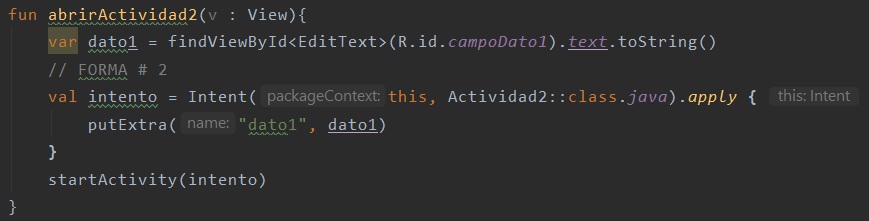 fun abrirActividad2(v : View){
var dato1 = findViewById<EditText>(R.id.campoDato1).text.toString()
// FORMA # 2
val intento = Intent( packageContext: this, Actividad2::class.java).apply { this: Intent
putExtra( name: "dato1", dato1)
}
startActivity(intento)
}